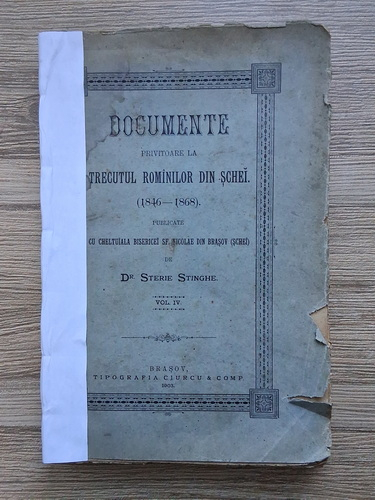 DOCUMENTE
PRIVITOARE LA
TRECUTUL ROMÎNILOR DIN ȘCHEĬ.
(1846—1868).
PUBLICATE
CU CHELTUIALA BISERICEĬ SF. NICOLAE DIN BRAȘOV (ȘCHEĬ)
DE
DR STERIE STINGHE.
VOL. IV.
BRAȘOV,
TIPOGRAFIA CIURCU & COMP.